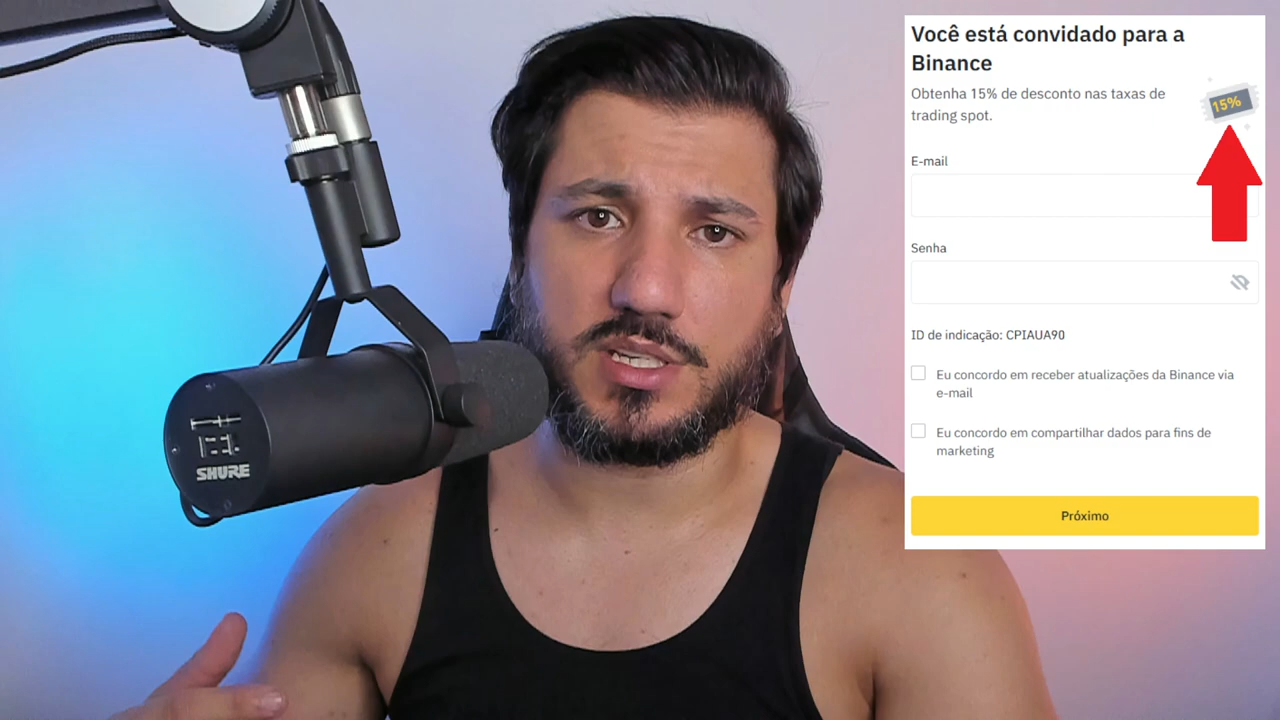 Você está convidado para a
Binance
Obtenha 15% de desconto nas taxas de
trading spot.
15%
E-mail
Senha
ID de indicação: CPIAUA90
Eu concordo em receber atualizações da Binance via
e-mail
Eu concordo em compartilhar dados para fins de
marketing
Próximo
SHURE